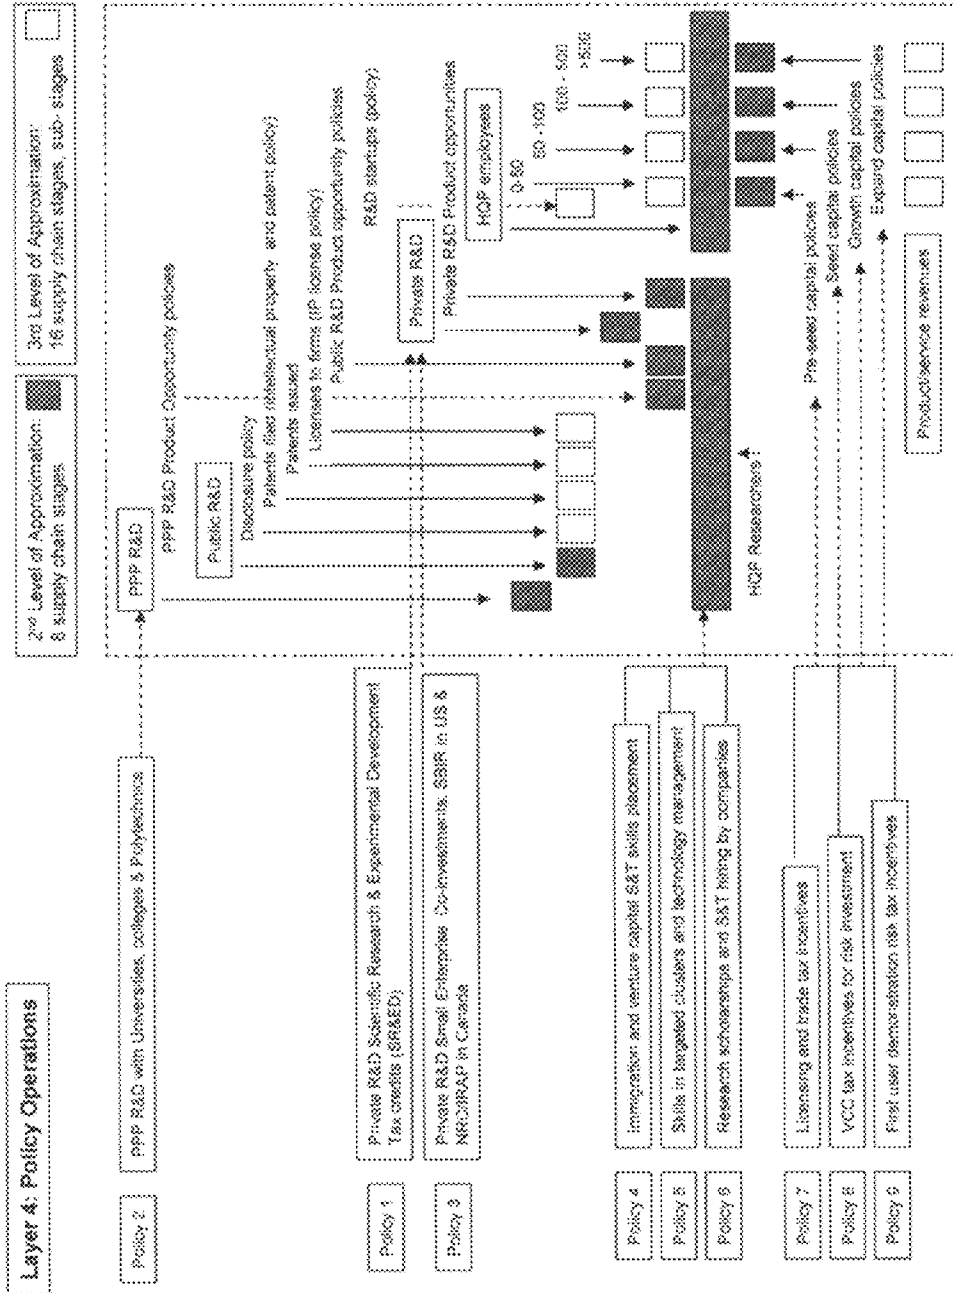 Layer 4: Policy Operations
2nd Level of Approximation:
8 supply chain stages
3rd Level of Approximation:
16 supply chain stages, sub- stages
Policy 2
PPP R&D with Universities, colleges & Polytechnics
PPP R&D
PPP R&D Product Opportunity policies
Public R&D
Disclosure policy
Patents filed (intellectual property and patent policy)
Patents issued
Licenses to firms (IP license policy)
Public R&D Product opportunity policies
R&D startups (policy)
Policy 1
Private R&D Scientific Research & Experimental Development
Tax credits (SR&ED)
Policy 3
Private R&D Small Enterprise Co-investments, SBIR in US &
NRC/IRAP in Canada
Private R&D
Private R&D Product opportunities
HQP employees
0-50
50 -100
100 - 500
>500
Policy 4
Immigration and venture capital S&T skills placement
Policy 5
Skills in targeted clusters and technology management
Policy 6
Research scholarships and S&T hiring by companies
HQP Researchers
Policy 7
Licensing and trade tax incentives
Policy 8
VCC tax incentives for risk investment
Policy 9
First user demonstration risk tax incentives
Pre-seed capital policies
Seed capital policies
Growth capital policies
Expand capital policies
Product/service revenues